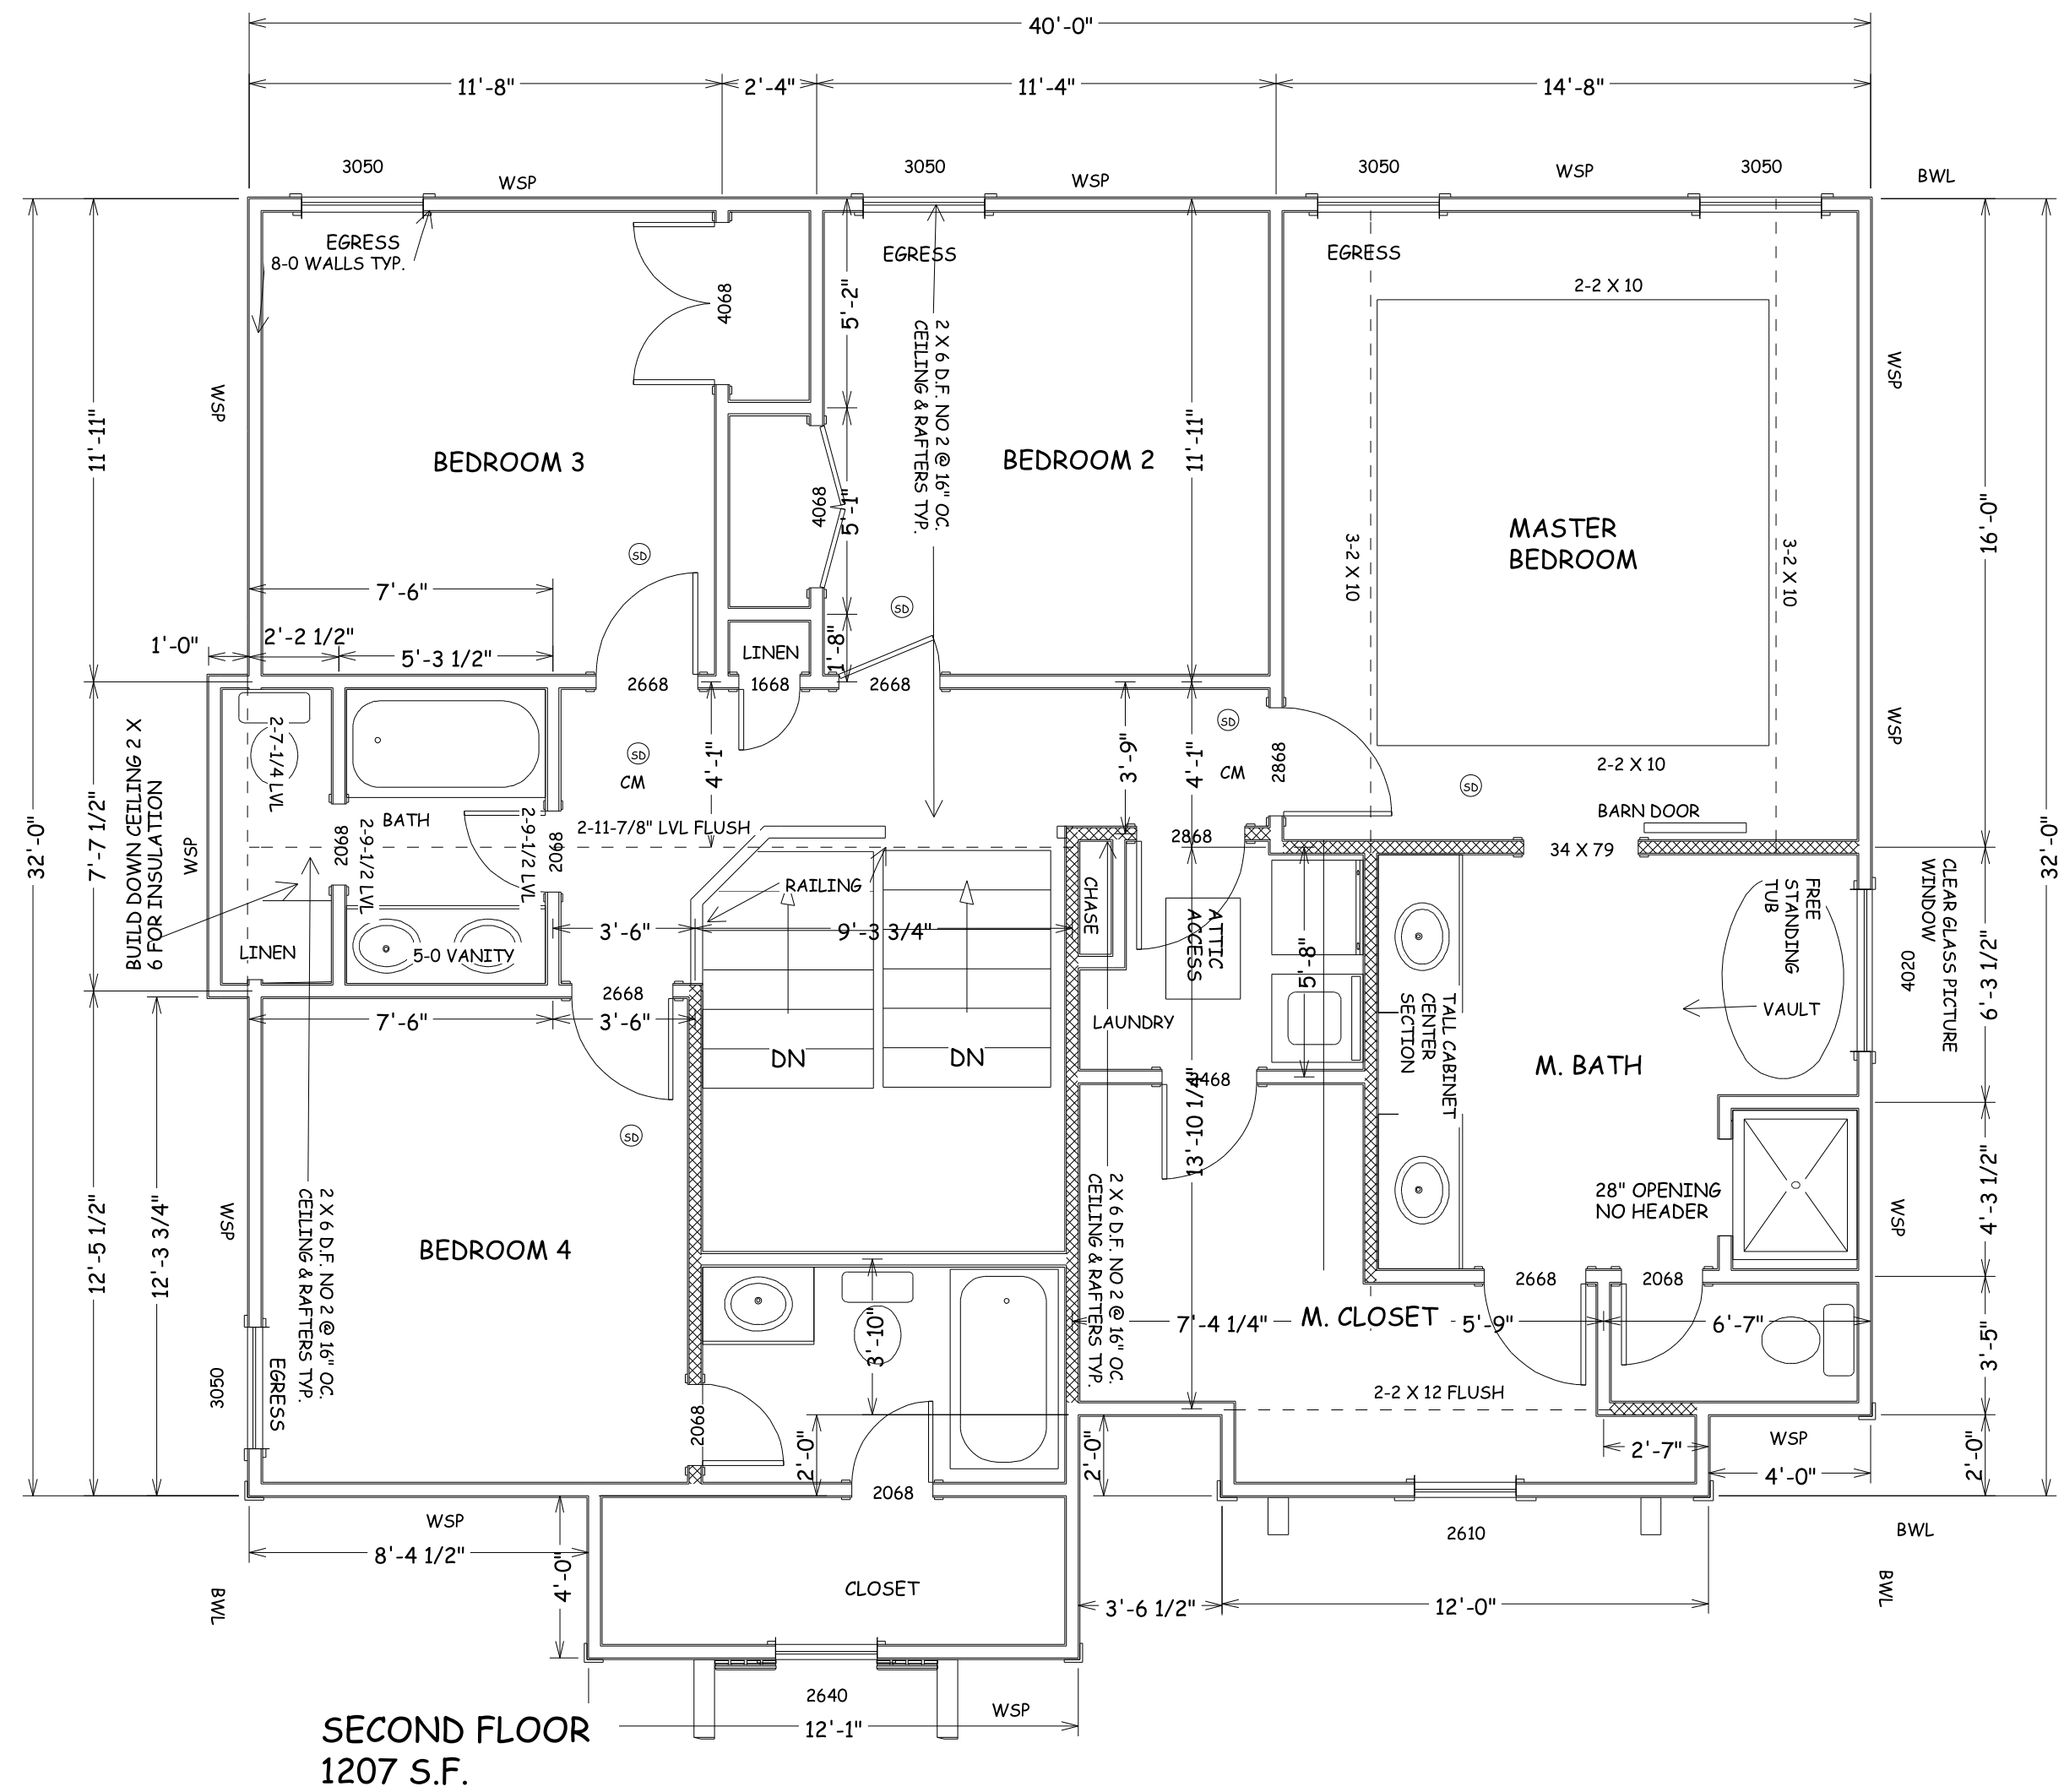 40'-0"
11'-8"
2'-4"
11'-4"
14'-8"
3050
WSP
3050
WSP
3050
WSP
3050
BWL
EGRESS
8-0 WALLS TYP.
EGRESS
EGRESS
2-2 X 10
4068
5'-2"
2 X 6 D.F. NO 2 @ 16" OC.
CEILING & RAFTERS TYP.
WSP
WSP
11'-11"
11'-11"
16'-0"
BEDROOM 3
BEDROOM 2
4068
5'-1"
MASTER
BEDROOM
3-2 X 10
3-2 X 10
SD
SD
7'-6"
1'-0"
2'-2 1/2"
5'-3 1/2"
LINEN
1'-8"
2668
1668
2668
SD
SD
CM
CM
4'-1"
3'-9"
4'-1"
2868
WSP
2-2 X 10
SD
BARN DOOR
BUILD DOWN CEILING 2 X
6 FOR INSULATION
2-7-1/4 LVL
BATH
2068
2-9-1/2 LVL
2-9-1/2 LVL
2068
2-11-7/8" LVL FLUSH
2868
34 X 79
32'-0"
7'-7 1/2"
WSP
32'-0"
RAILING
CHASE
ATTIC
ACCESS
FREE
STANDING
TUB
CLEAR GLASS PICTURE
WINDOW
4020
6'-3 1/2"
LINEN
5-0 VANITY
3'-6"
9'-3 3/4"
5'-8"
2668
7'-6"
3'-6"
LAUNDRY
TALL CABINET
CENTER
SECTION
VAULT
DN
DN
M. BATH
2468
13'-10 1/4"
SD
12'-5 1/2"
12'-3 3/4"
WSP
2 X 6 D.F. NO 2 @ 16" OC.
CEILING & RAFTERS TYP.
BEDROOM 4
2 X 6 D.F. NO 2 @ 16" OC.
CEILING & RAFTERS TYP.
28" OPENING
NO HEADER
4'-3 1/2"
WSP
2668
2068
3'-10"
7'-4 1/4"
M. CLOSET
5'-9"
6'-7"
3'-5"
3050
EGRESS
2068
2-2 X 12 FLUSH
2'-0"
2'-0"
2'-7"
WSP
4'-0"
2'-0"
2068
WSP
8'-4 1/2"
4'-0"
2610
BWL
BWL
BWL
CLOSET
3'-6 1/2"
12'-0"
2640
WSP
12'-1"
SECOND FLOOR
1207 S.F.